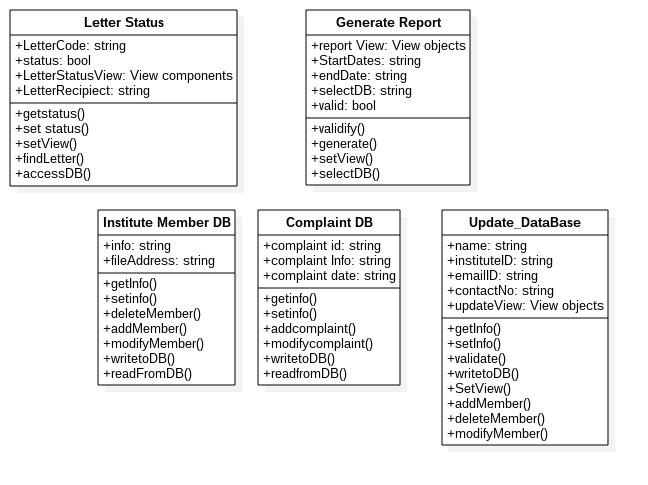 Letter Status
+LetterCode: string
+status: bool
+LetterStatusView: View components
+LetterRecipiect: string
+getstatus()
+set status()
+setView()
+findLetter()
+accessDB()
Generate Report
+report View: View objects
+StartDates: string
+endDate: string
+selectDB: string
+valid: bool
+validify()
+generate()
+setView()
+selectDB()
Institute Member DB
+info: string
+fileAddress: string
+getInfo()
+setinfo()
+deleteMember()
+addMember()
+modifyMember()
+writetoDB()
+readFromDB()
Complaint DB
+complaint id: string
+complaint Info: string
+complaint date: string
+getinfo()
+setinfo()
+addcomplaint()
+modifycomplaint()
+writetoDB()
+readfromDB()
Update_DataBase
+name: string
+instituteID: string
+emailID: string
+contactNo: string
+updateView: View objects
+getInfo()
+setInfo()
+validate()
+writetoDB()
+SetView()
+addMember()
+deleteMember()
+modifyMember()